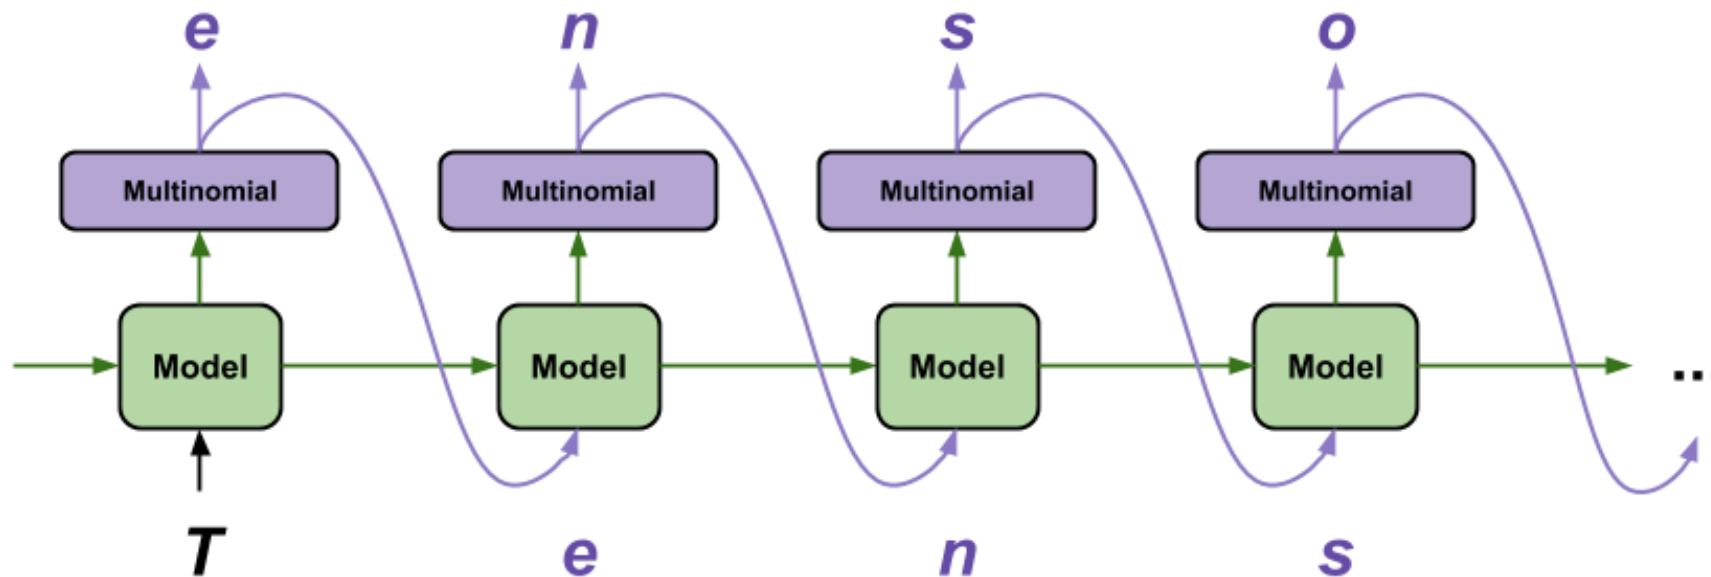 e n s o
Multinomial Multinomial Multinomial Multinomial
Model Model Model Model ..
T e n s